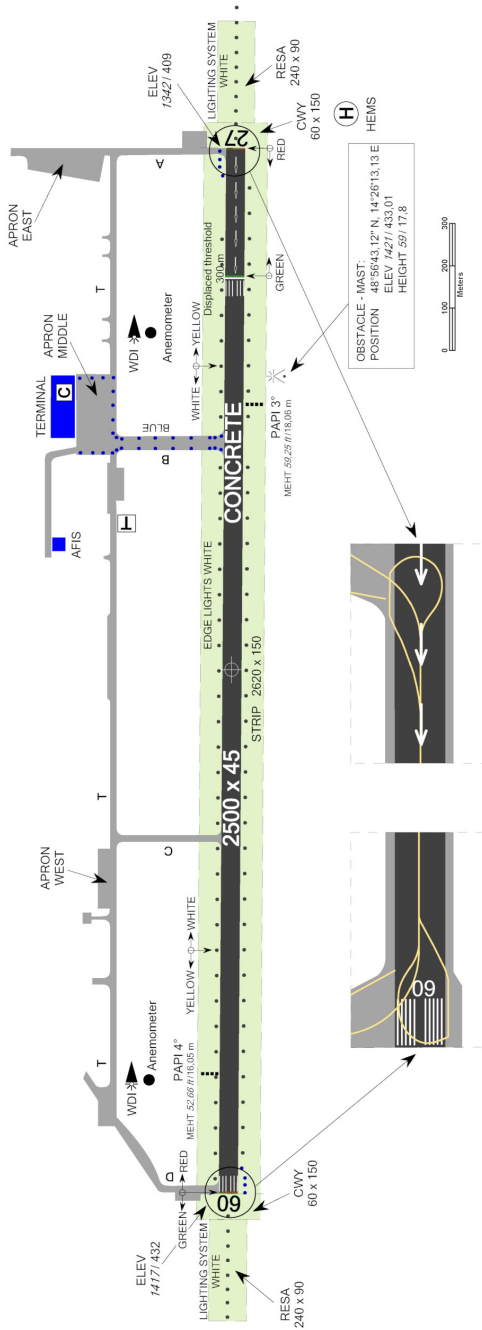 APRON
EAST
TERMINAL
C
APRON
MIDDLE
AFIS
T
T
T
T
A
B
BLUE
C
D
WDI
Anemometer
APRON
WEST
WDI
Anemometer
ELEV
1342 / 409
LIGHTING SYSTEM
WHITE
RESA
240 x 90
CWY
60 x 150
H
HEMS
27
RED
Displaced threshold
300 m
GREEN
WHITE
YELLOW
CONCRETE
PAPI 3°
MEHT 59,25 ft / 18,06 m
EDGE LIGHTS WHITE
2500 x 45
STRIP 2620 x 150
YELLOW
WHITE
PAPI 4°
MEHT 52.66 ft / 16,05 m
RED
GREEN
09
ELEV
1417 / 432
LIGHTING SYSTEM
WHITE
RESA
240 x 90
CWY
60 x 150
OBSTACLE - MAST:
POSITION 48°56'43,12" N, 14°26'13,13 E
ELEV 1421 / 433,01
HEIGHT 59 / 17,8
0 100 200 300
Meters
09